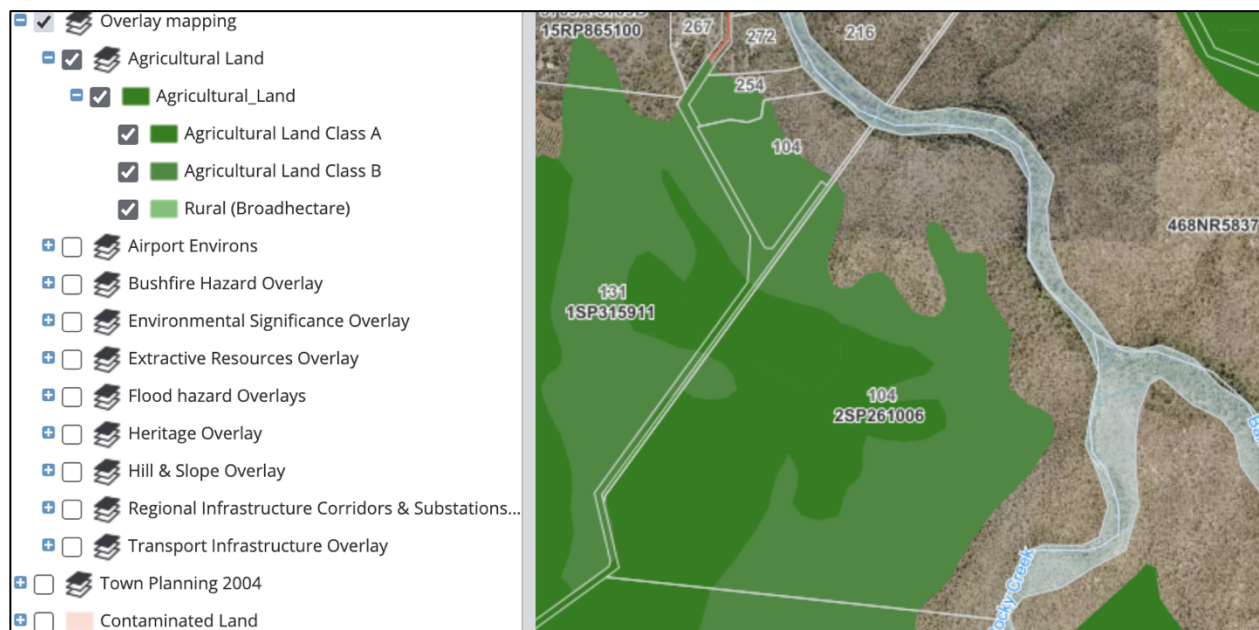 Overlay mapping
Agricultural Land
Agricultural_Land
Agricultural Land Class A
Agricultural Land Class B
Rural (Broadhectare)
Airport Environs
Bushfire Hazard Overlay
Environmental Significance Overlay
Extractive Resources Overlay
Flood hazard Overlays
Heritage Overlay
Hill & Slope Overlay
Regional Infrastructure Corridors & Substations...
Transport Infrastructure Overlay
Town Planning 2004
Contaminated Land
15RP865100
267
272
216
254
104
468NR5837
131
1SP315911
104
2SP261006
ocky Creek
Ba